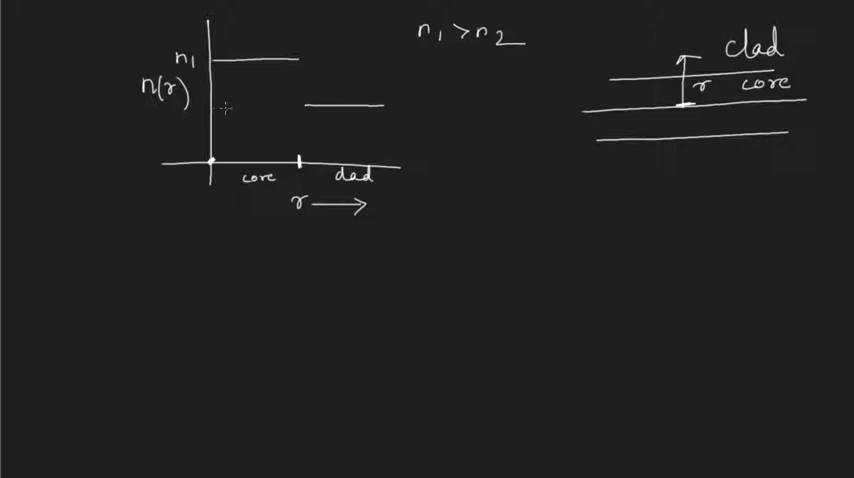 n₁ > n₂
clad
n₁
n(r)
r core
core clad
r